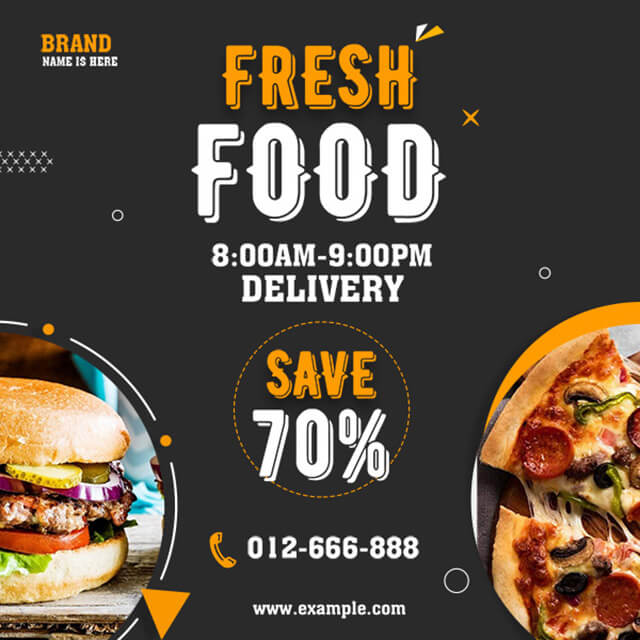 BRAND
NAME IS HERE
FRESH
FOOD
8:00AM-9:00PM
DELIVERY
SAVE
70%
012-666-888
www.example.com